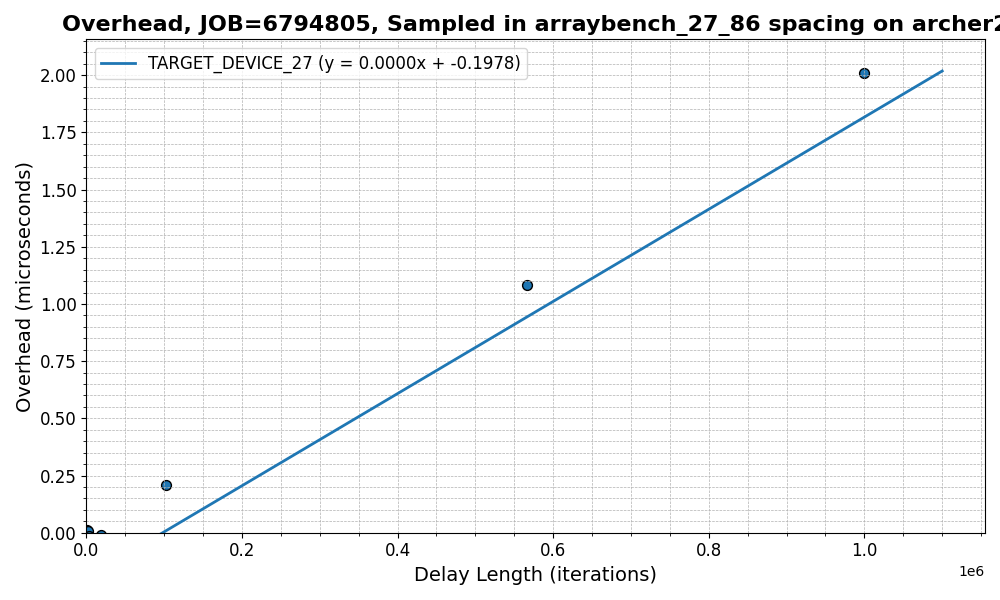 Overhead, JOB=6794805, Sampled in arraybench_27_86 spacing on archer2
TARGET_DEVICE_27 (y = 0.0000x + -0.1978)
Overhead (microseconds)
2.00
1.75
1.50
1.25
1.00
0.75
0.50
0.25
0.00
0.0 0.2 0.4 0.6 0.8 1.0
1e6
Delay Length (iterations)